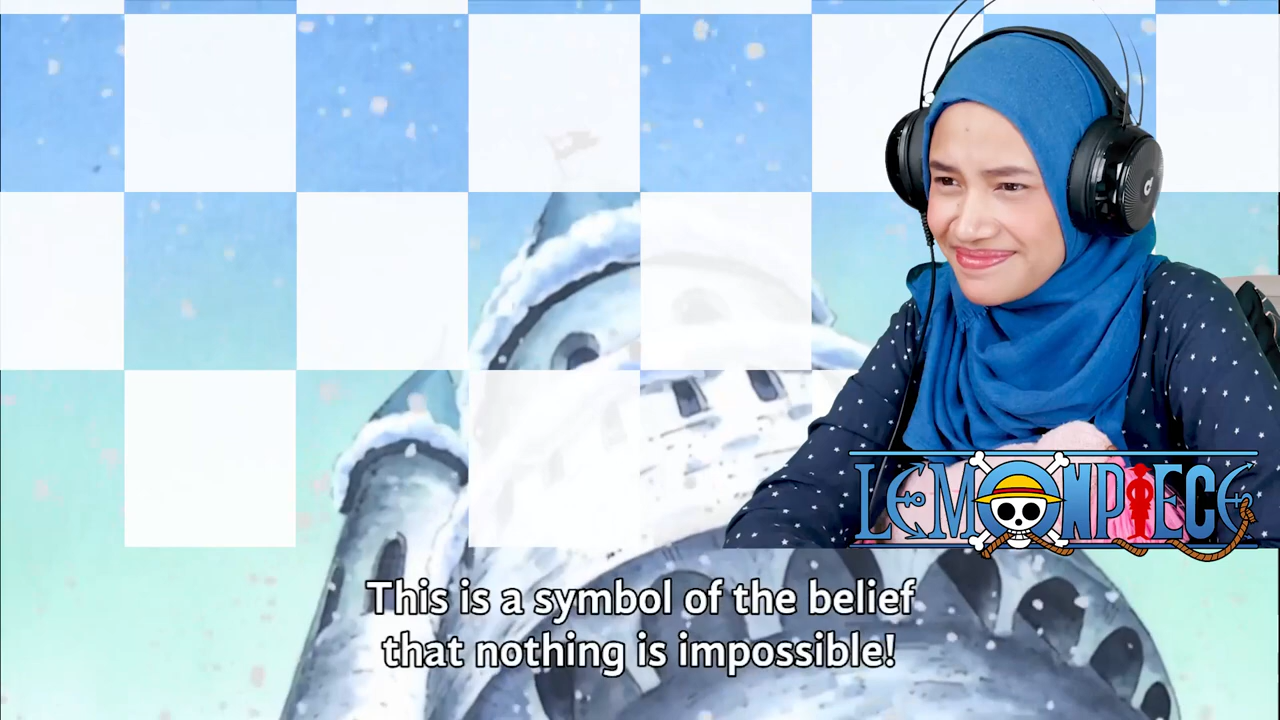 LEMONPIECE
This is a symbol of the belief
that nothing is impossible!